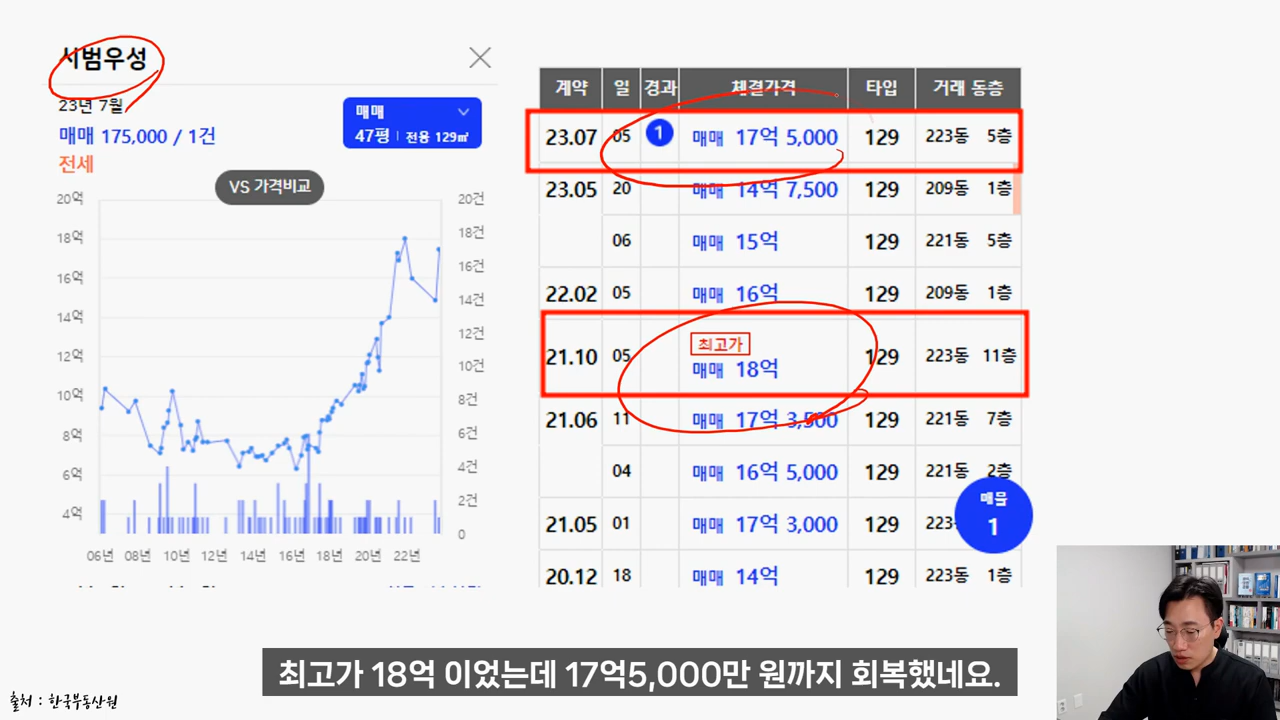 시범우성
23년 7월
매매 175,000 / 1건
전세
매매
47평 | 전용 129㎡
VS 가격비교
20억
18억
16억
14억
12억
10억
8억
6억
4억
20건
18건
16건
14건
12건
10건
8건
6건
4건
2건
0
06년 08년 10년 12년 14년 16년 18년 20년 22년
계약 일 경과 체결가격 타입 거래 동층
23.07 05 1 매매 17억 5,000 129 223동 5층
23.05 20 매매 14억 7,500 129 209동 1층
06 매매 15억 129 221동 5층
22.02 05 매매 16억 129 209동 1층
최고가
21.10 05 매매 18억 129 223동 11층
21.06 11 매매 17억 3,500 129 221동 7층
04 매매 16억 5,000 129 221동 2층
21.05 01 매매 17억 3,000 129 223
20.12 18 매매 14억 129 223동 1층
매물
1
최고가 18억 이었는데 17억5,000만 원까지 회복했네요.
출처 : 한국부동산원